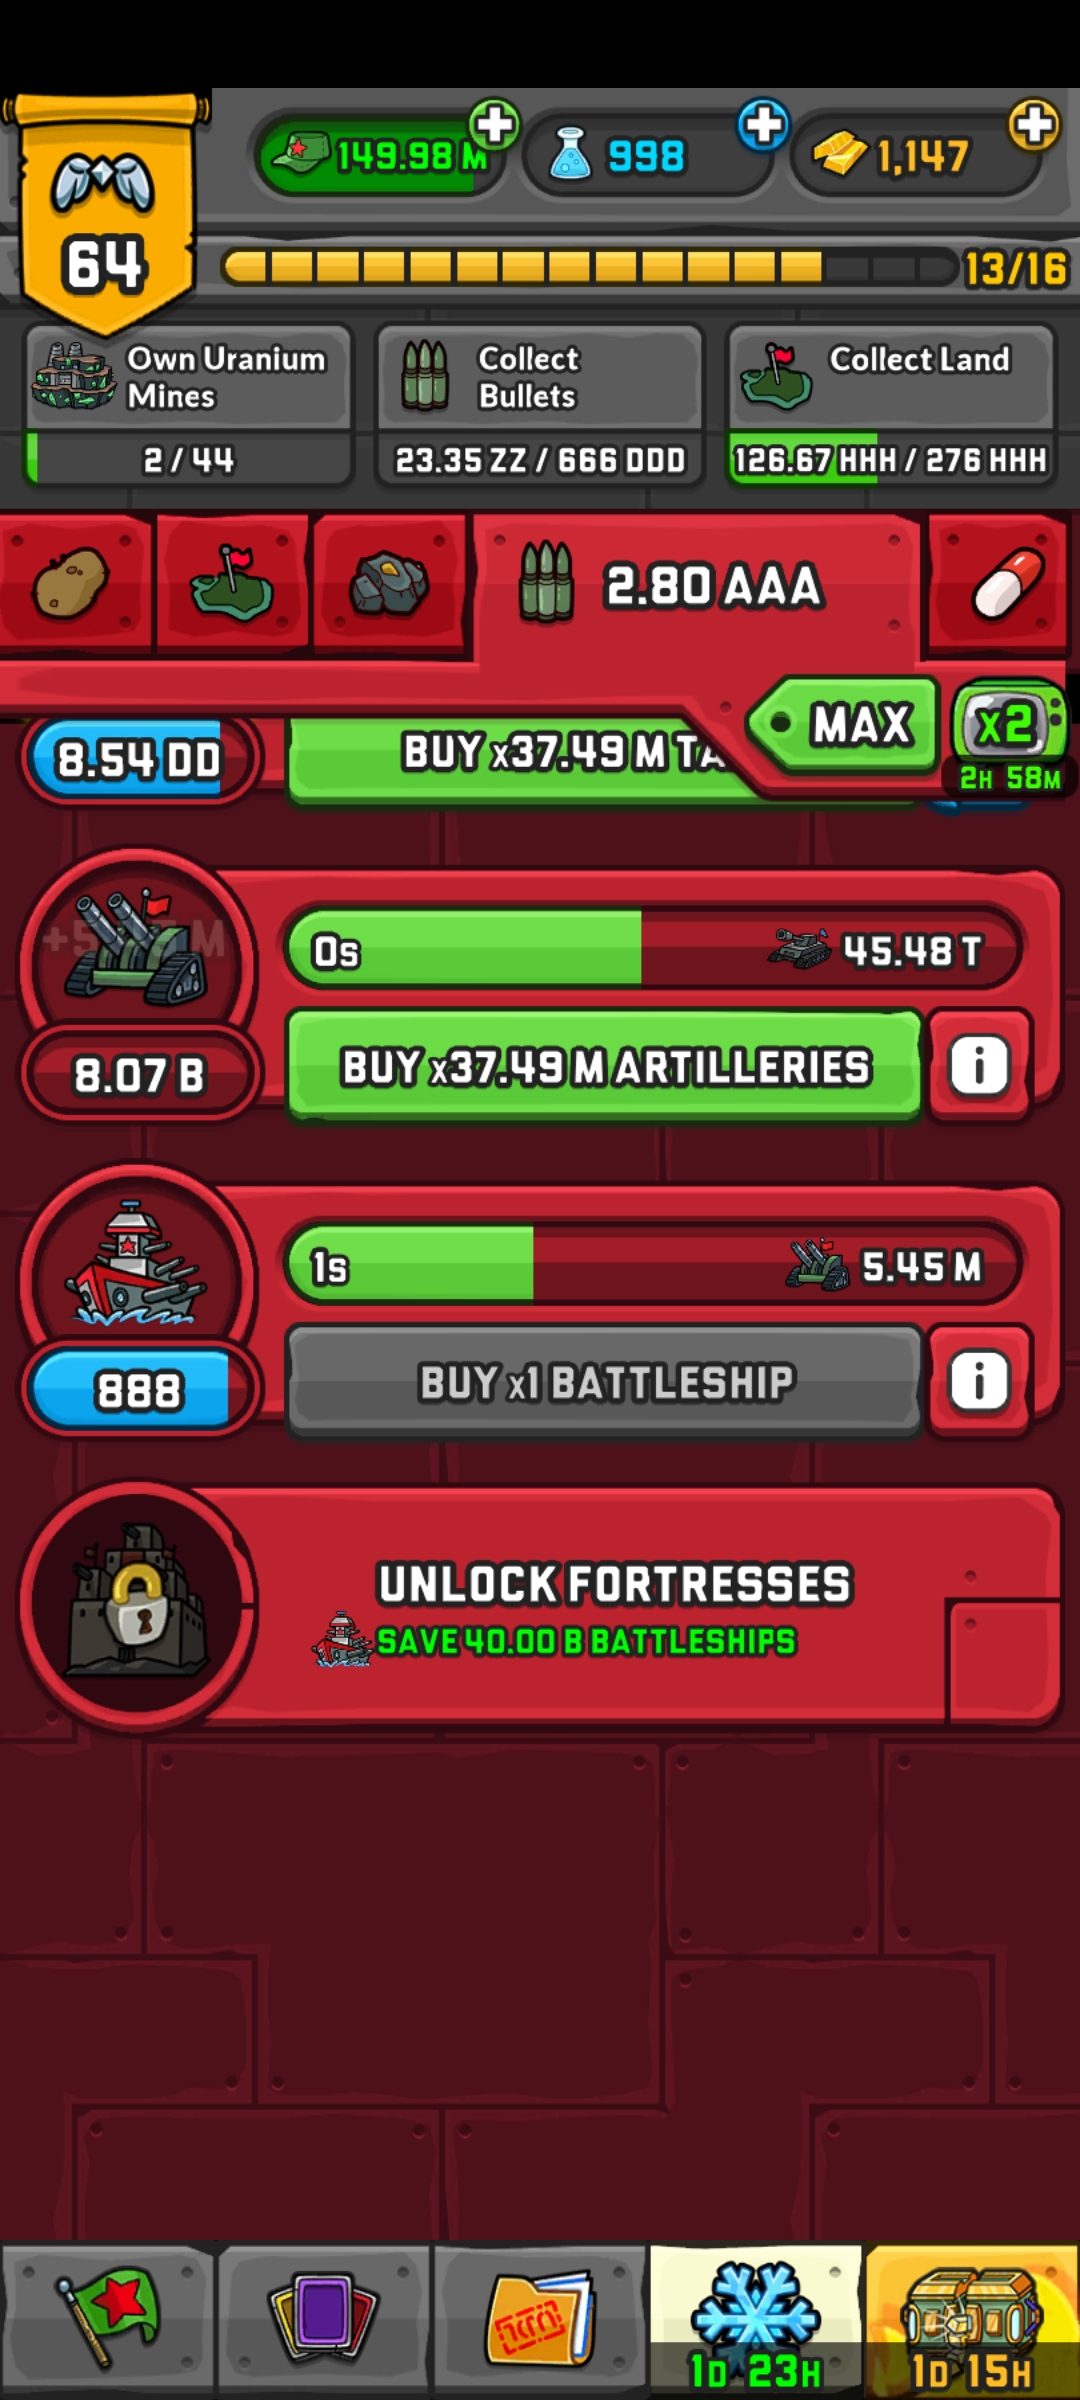 149.98 M
998
1,147
64
13/16
Own Uranium
Mines
2 / 44
Collect
Bullets
23.35 ZZ / 666 DDD
Collect Land
126.67 HHH / 276 HHH
2.80 AAA
MAX
x2
2H 58M
8.54 DD
BUY x37.49 M TA
0s
45.48 T
8.07 B
BUY x37.49 M ARTILLERIES
i
1s
5.45 M
888
BUY x1 BATTLESHIP
i
UNLOCK FORTRESSES
SAVE 40.00 B BATTLESHIPS
1D 23H
1D 15H